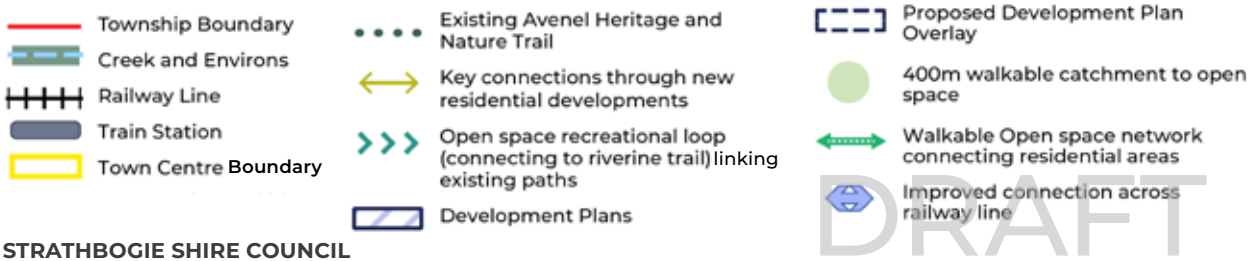 Township Boundary
Creek and Environs
Railway Line
Train Station
Town Centre Boundary
Existing Avenel Heritage and
Nature Trail
Key connections through new
residential developments
Open space recreational loop
(connecting to riverine trail) linking
existing paths
Development Plans
Proposed Development Plan
Overlay
400m walkable catchment to open
space
Walkable Open space network
connecting residential areas
Improved connection across
railway line
DRAFT
STRATHBOGIE SHIRE COUNCIL